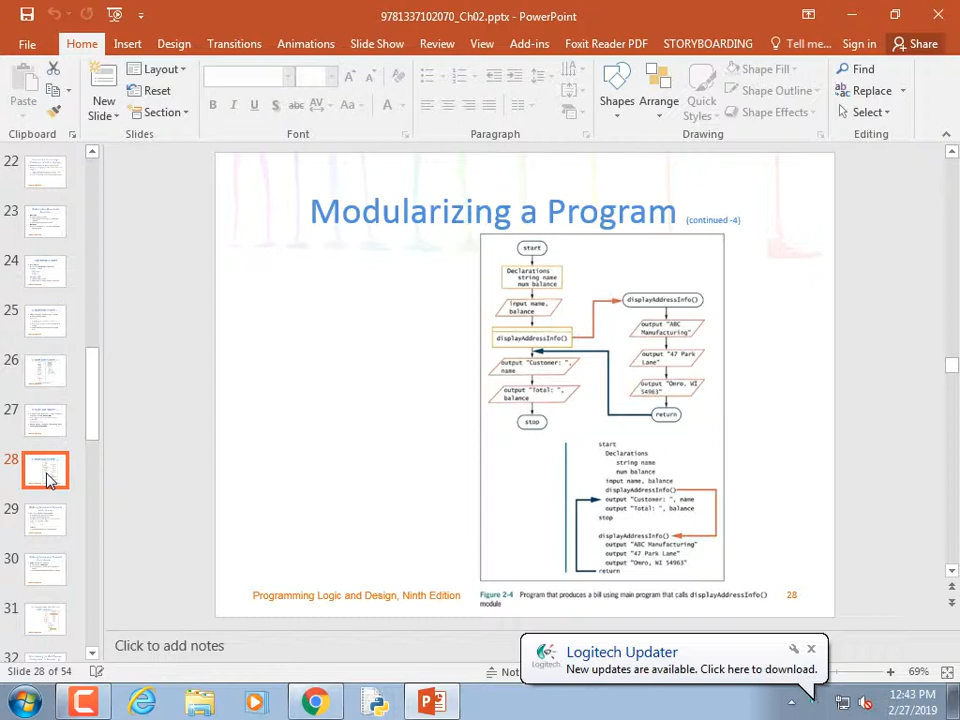 9781337102070_Ch02.pptx - PowerPoint
File Home Insert Design Transitions Animations Slide Show Review View Add-ins Foxit Reader PDF STORYBOARDING Tell me... Sign in Share
Paste
New
Slide
Layout
Reset
Section
B I U S abc AV Aa A
Shapes Arrange Quick
Styles
Shape Fill
Shape Outline
Shape Effects
Find
Replace
Select
Clipboard Slides Font Paragraph Drawing Editing
22
23
24
25
26
27
28
29
30
31
32
Modularizing a Program (continued -4)
start
Declarations
string name
num balance
input name,
balance
displayAddressInfo()
output "Customer: ",
name
output "Total: ",
balance
stop
displayAddressInfo()
output "ABC
Manufacturing"
output "47 Park
Lane"
output "Omro, WI
54963"
return
start
Declarations
string name
num balance
input name, balance
displayAddressInfo()
output "Customer: ", name
output "Total: ", balance
stop
displayAddressInfo()
output "ABC Manufacturing"
output "47 Park Lane"
output "Omro, WI 54963"
return
Programming Logic and Design, Ninth Edition
Figure 2-4 Program that produces a bill using main program that calls displayAddressInfo()
module
28
Click to add notes
Slide 28 of 54
Not
69%
Logitech Updater
New updates are available. Click here to download.
Logitech
12:43 PM
2/27/2019